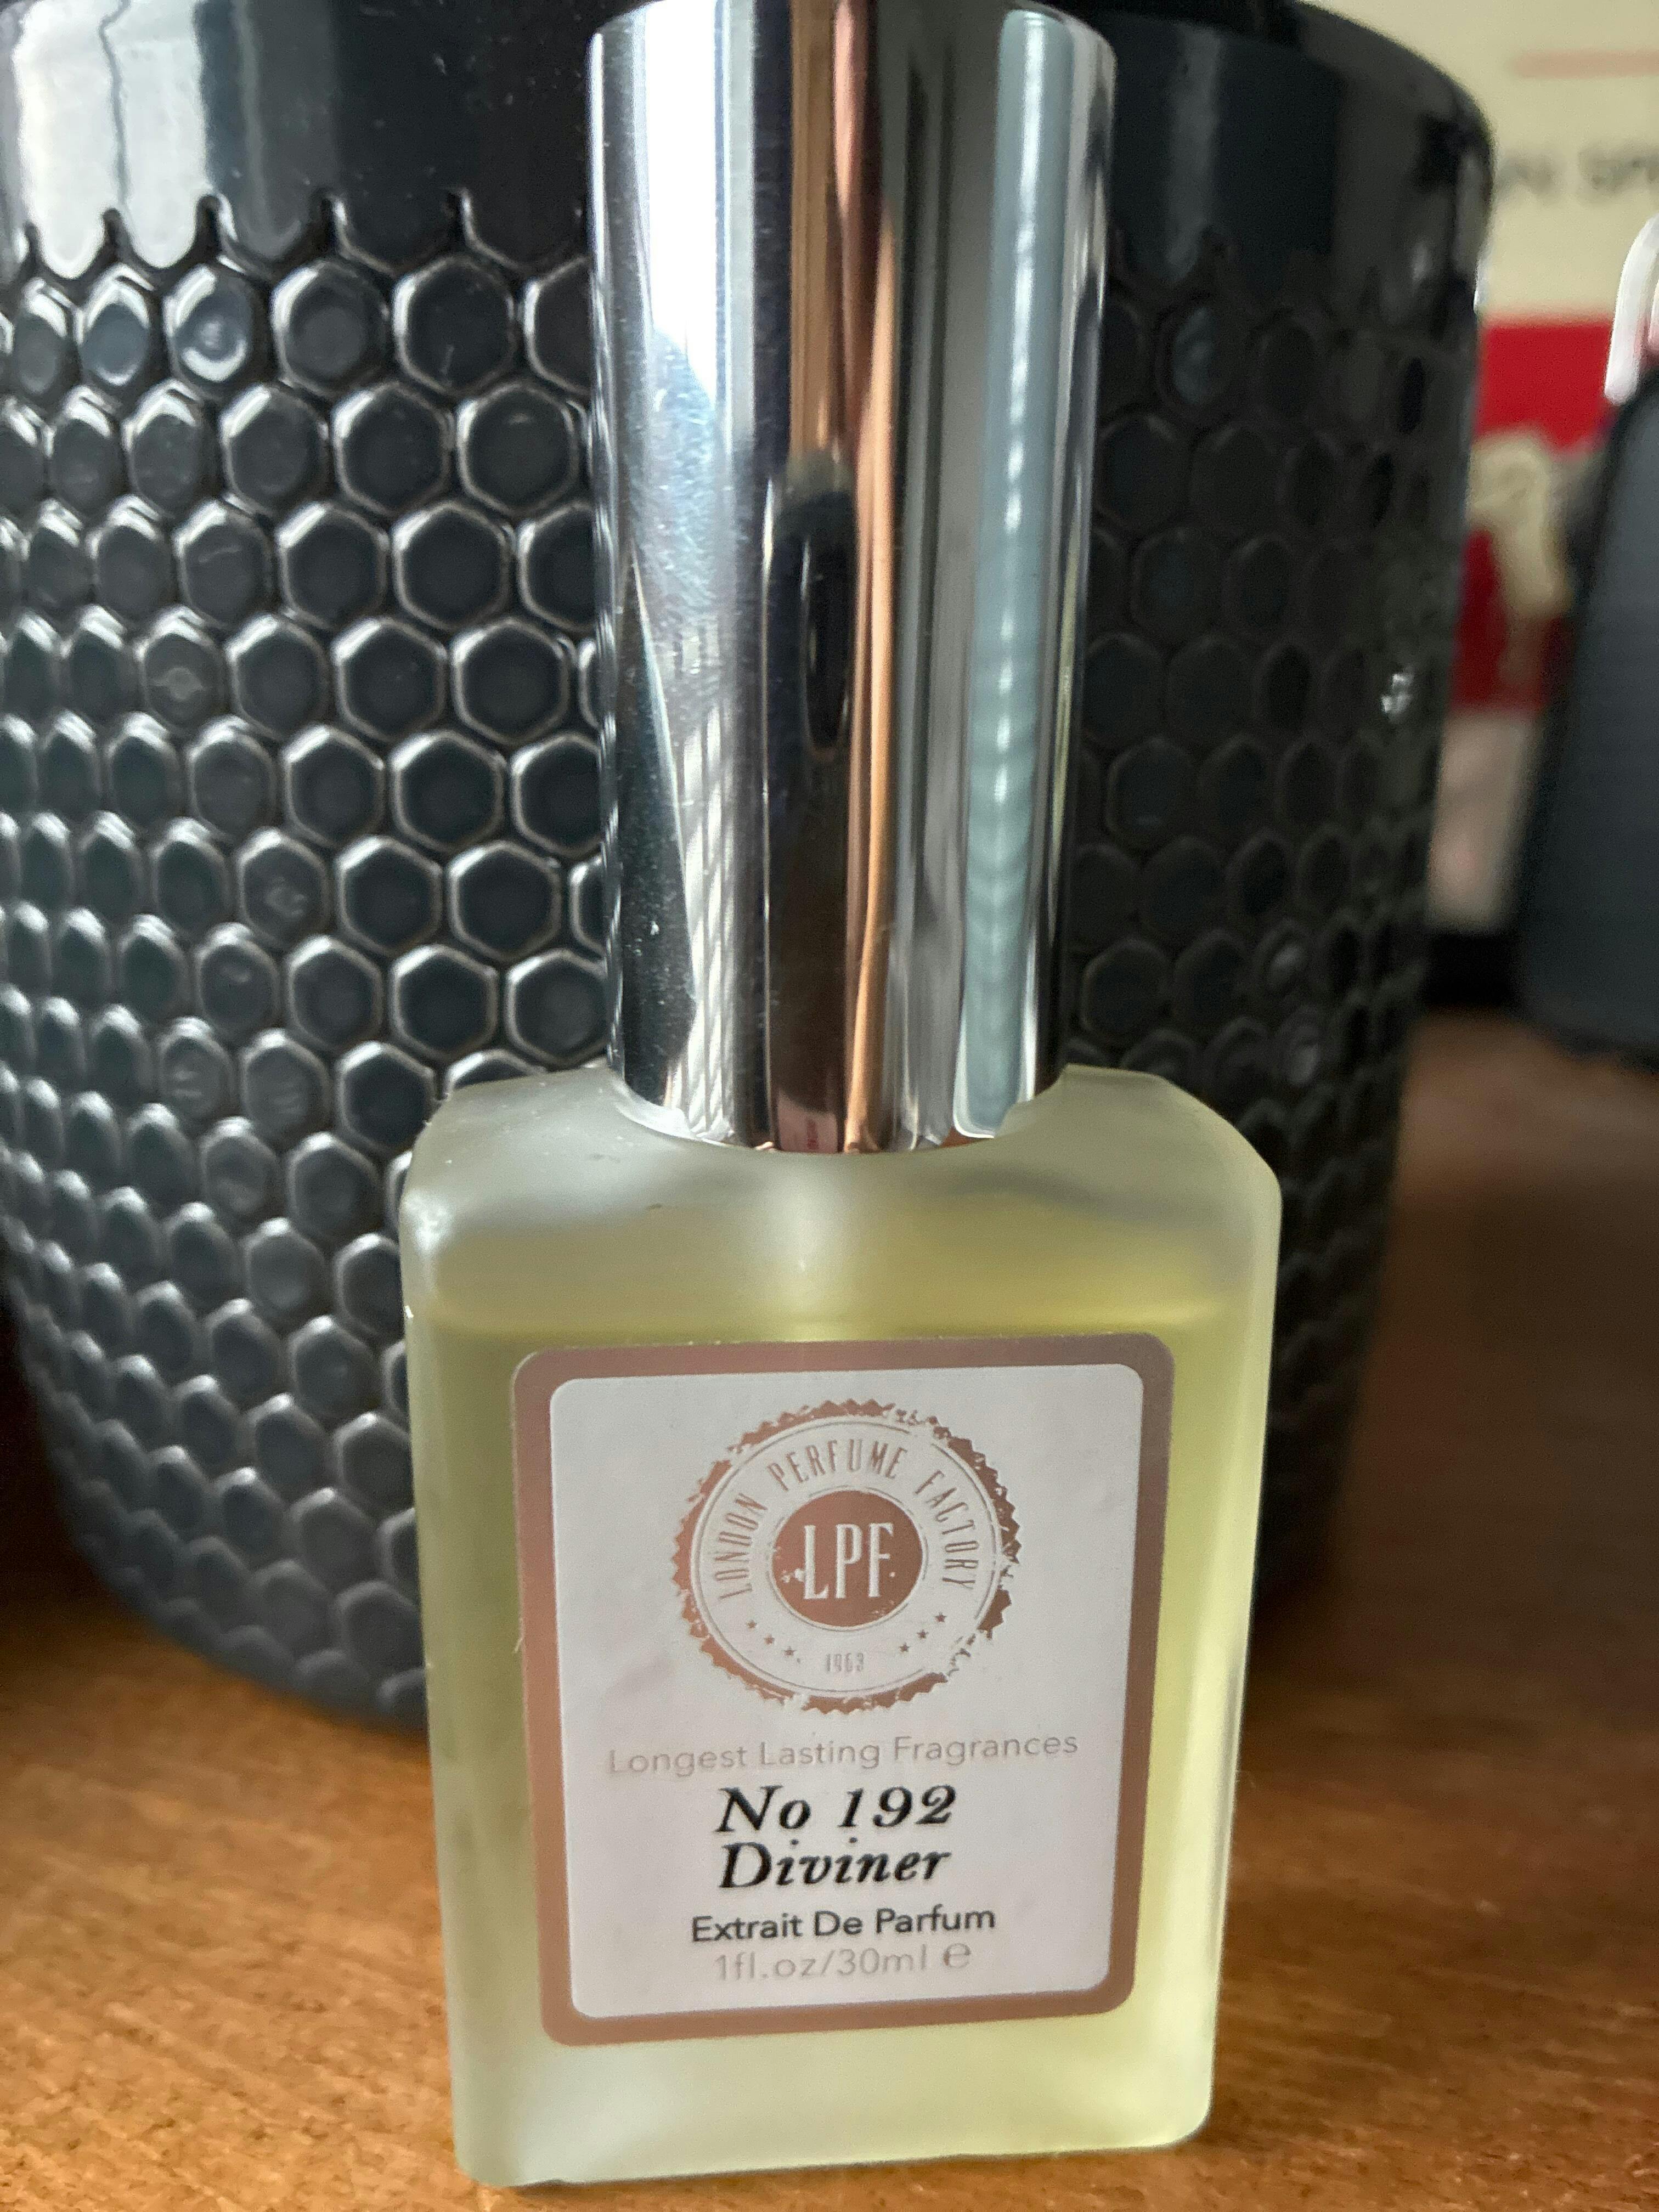 LONDON PERFUME FACTORY
LPF
1963
Longest Lasting Fragrances
No 192
Diviner
Extrait De Parfum
1fl.oz/30ml e